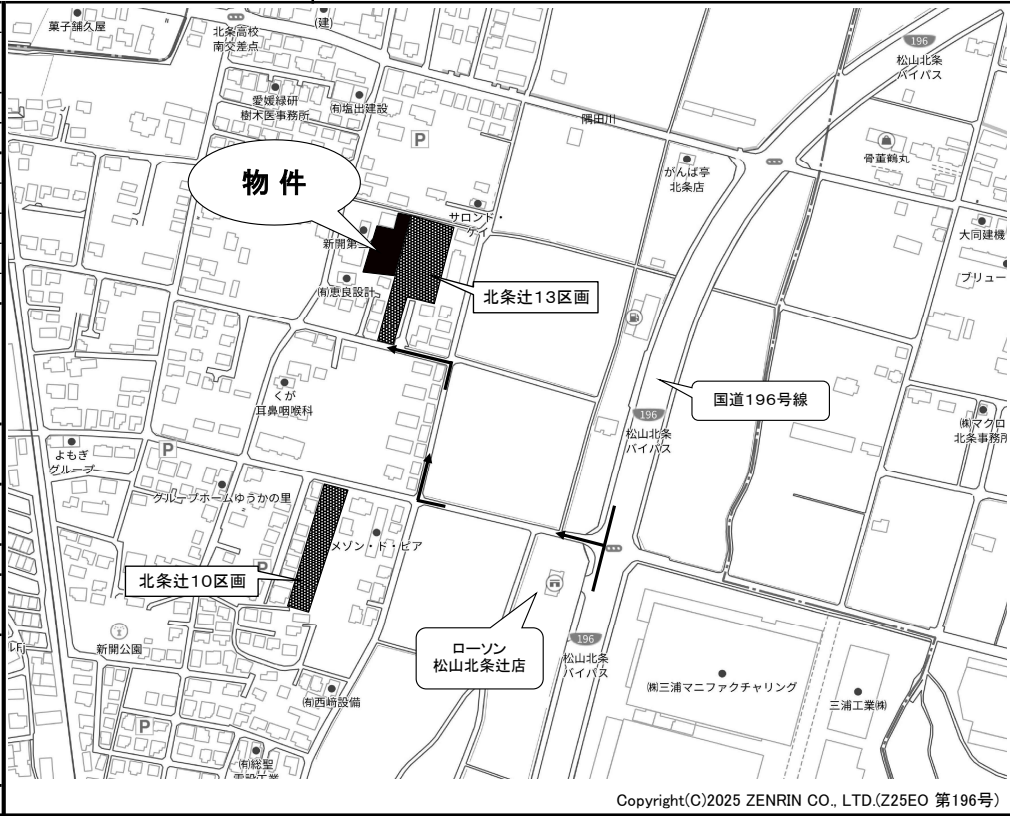 菓子舗久屋
(建)
北条高校
南交差点
196
松山北条
バイパス
愛媛緑研
樹木医事務所
㈲塩出建設
P
隅田川
骨董鶴丸
がんば亭
北条店
物件
サロンド・
ケイ
新開第二
大同建機
ブリュー
㈲恵良設計
北条辻13区画
国道196号線
196
松山北条
バイパス
くが
耳鼻咽喉科
㈱マクロ
北条事務所
よもぎ
グループ
P
グループホームゆうかの里
メゾン・ド・ピア
P
北条辻10区画
新開公園
ローソン
松山北条辻店
196
松山北条
バイパス
㈱三浦マニファクチャリング
三浦工業㈱
㈲西﨑設備
P
㈲総聖
電設工業
Copyright(C)2025 ZENRIN CO., LTD.(Z25EO 第196号)